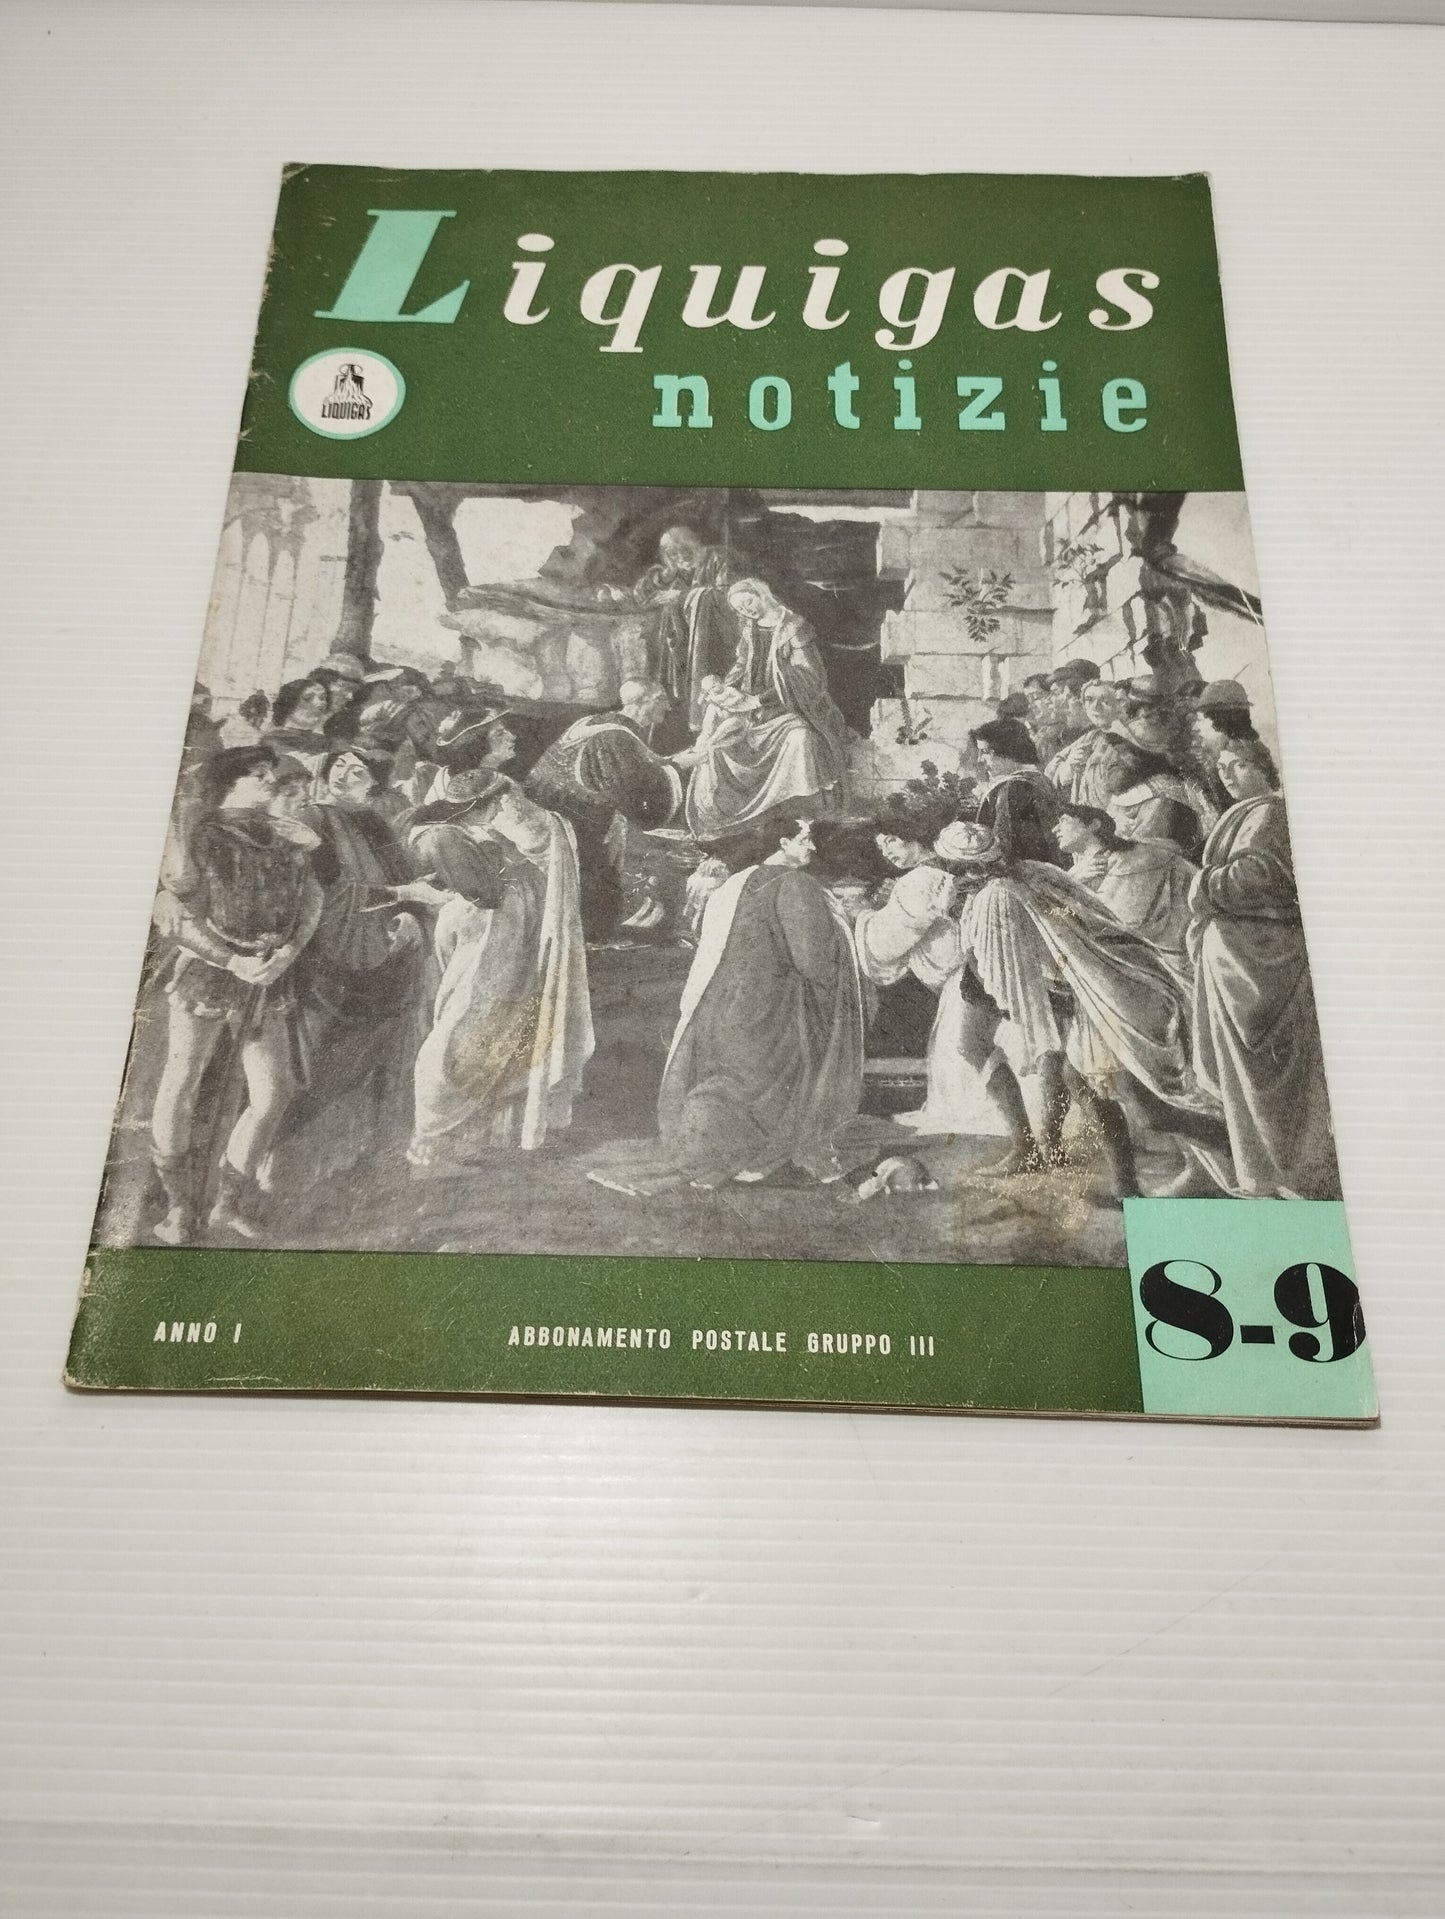 Liquigas
notizie
LIQUIGAS
ANNO I
ABBONAMENTO POSTALE GRUPPO III
8-9